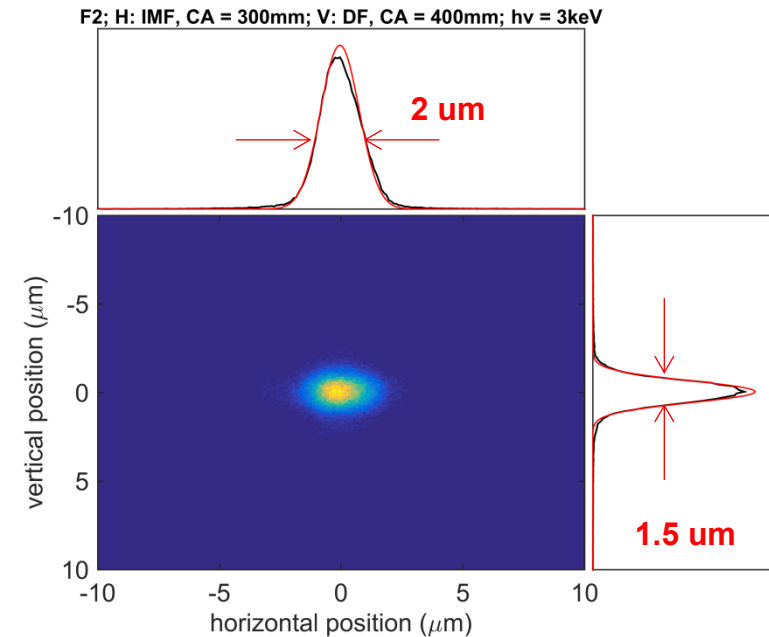 F2; H: IMF, CA = 300mm; V: DF, CA = 400mm; hv = 3keV
2 um
-10
-5
0
5
10
vertical position (μm)
1.5 um
-10
-5
0
5
10
horizontal position (μm)